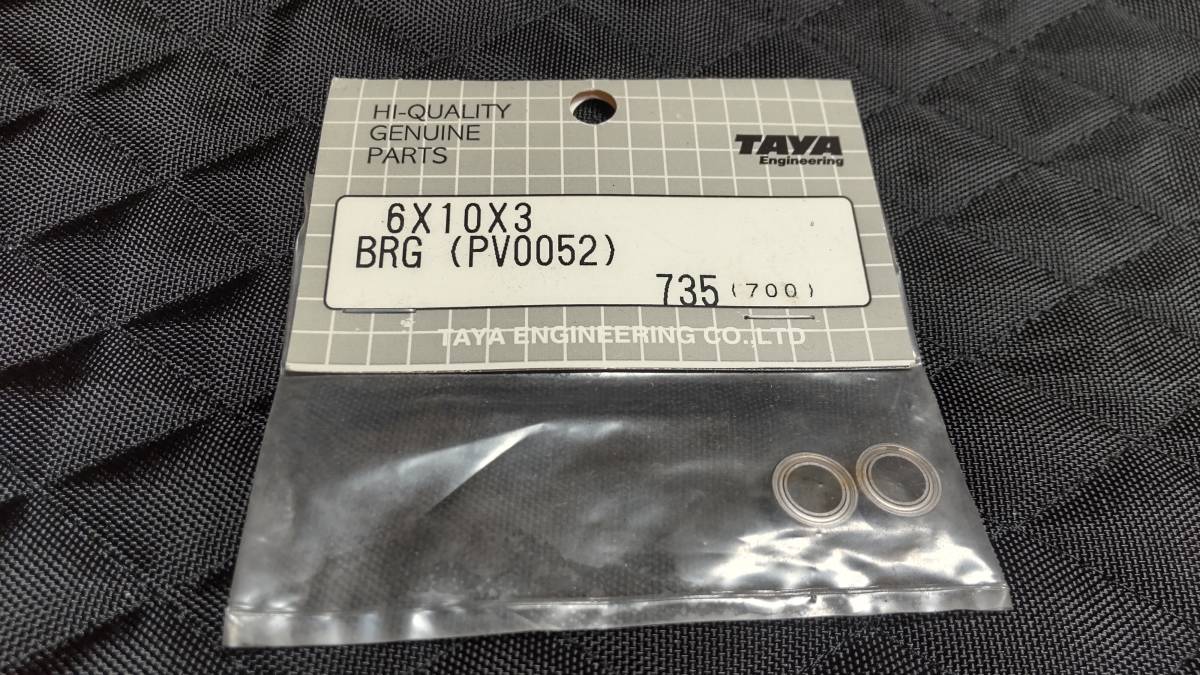 HI-QUALITY
GENUINE
PARTS
TAYA
Engineering
6X10X3
BRG (PV0052)
735 (700)
TAYA ENGINEERING CO.,LTD